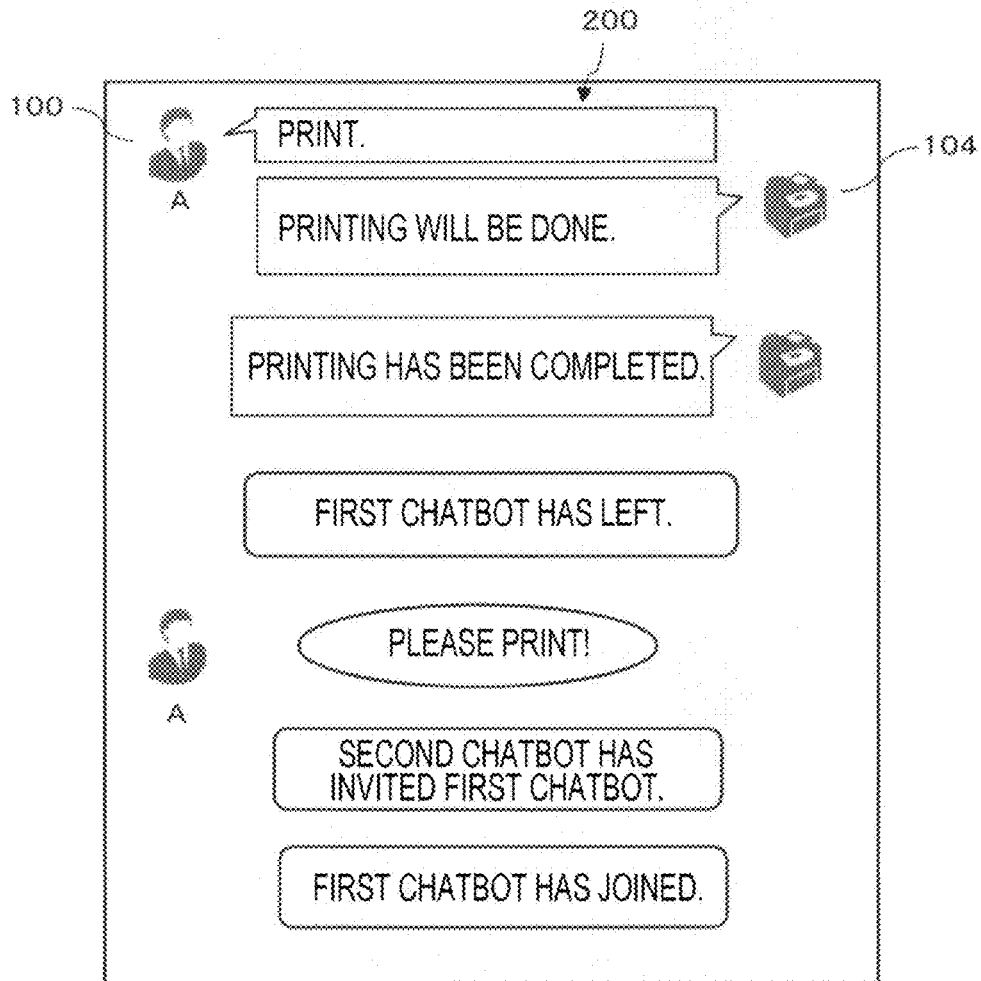 200
100
PRINT.
104
A
PRINTING WILL BE DONE.
PRINTING HAS BEEN COMPLETED.
FIRST CHATBOT HAS LEFT.
PLEASE PRINT!
A
SECOND CHATBOT HAS
INVITED FIRST CHATBOT.
FIRST CHATBOT HAS JOINED.